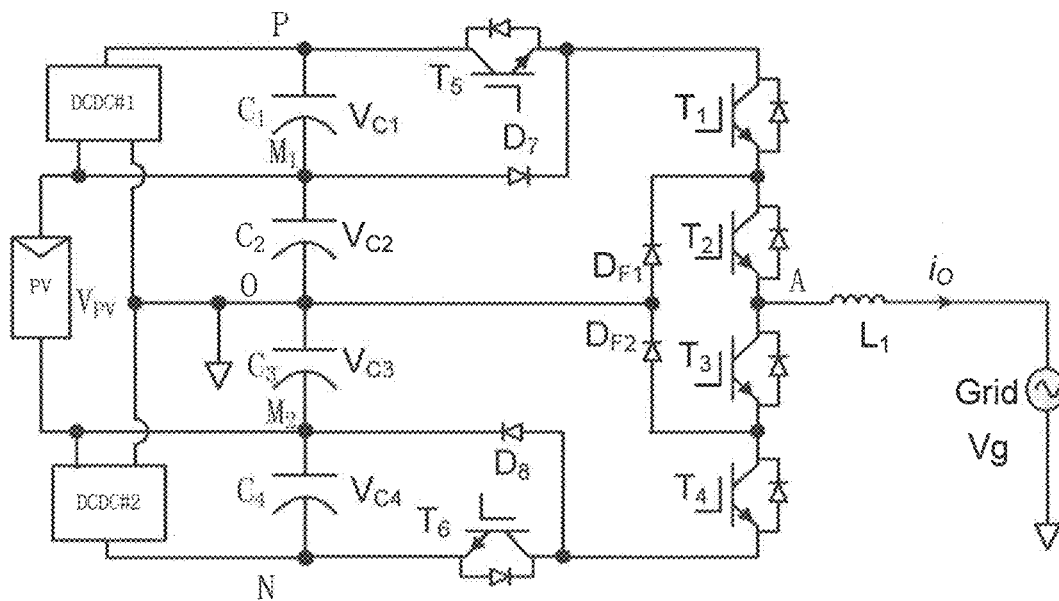 P
DCDC#1
C1
VC1
T5
D7
T1
M1
C2
VC2
T2
DF1
PV
VPV
O
A
iO
L1
C3
VC3
DF2
T3
Grid
Vg
M2
D8
DCDC#2
C4
VC4
T6
T4
N